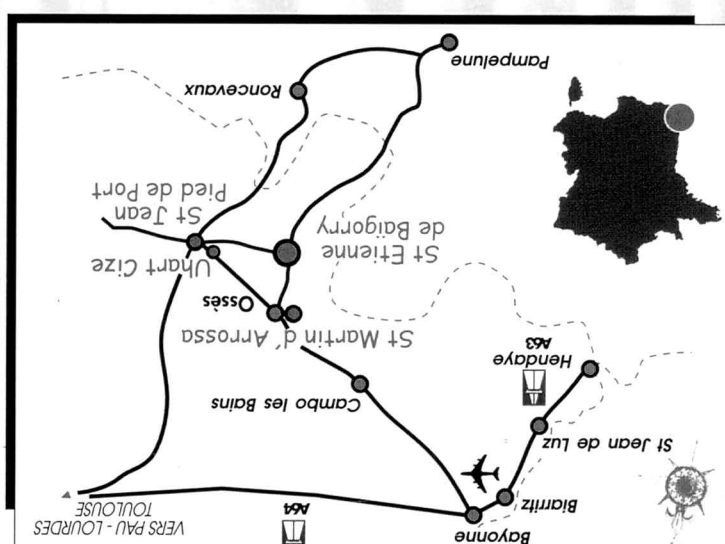 Bayonne
Biarritz
A64
VERS PAU - LOURDES
TOULOUSE
St Jean de Luz
Hendaye
A63
Cambo les Bains
St Martin d'Arrossa
Ossès
St Etienne
de Baïgorry
Uhart Cize
St Jean
Pied de Port
Roncevaux
Pampelune